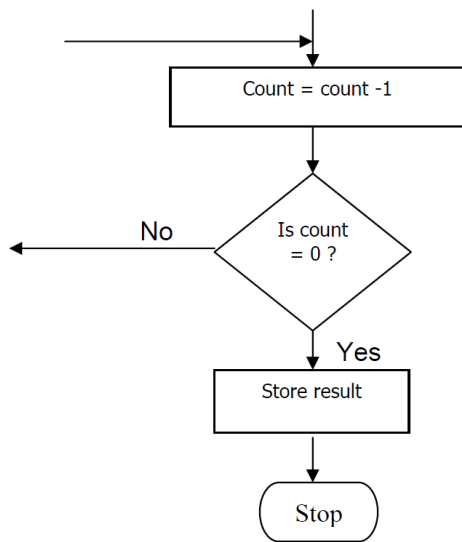 Count = count -1
Is count
= 0 ?
No
Yes
Store result
Stop